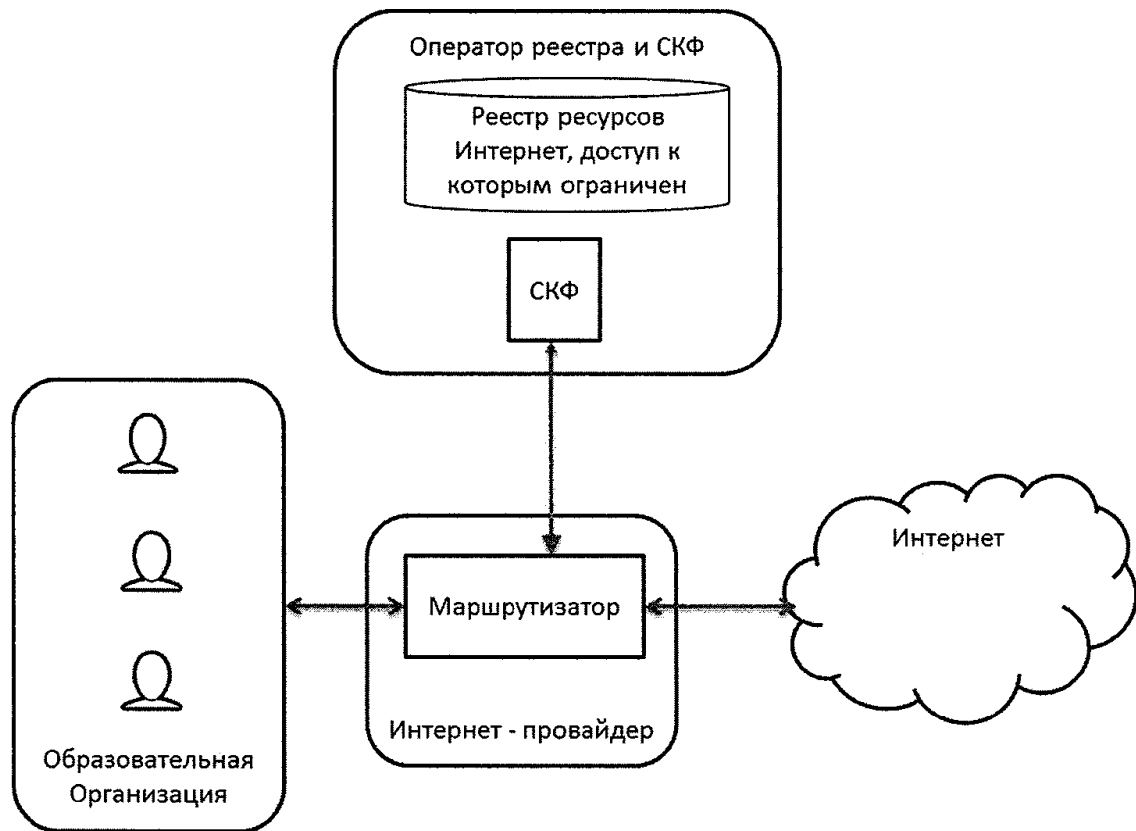 Оператор реестра и СКФ
Реестр ресурсов
Интернет, доступ к
которым ограничен
СКФ
Интернет
Маршрутизатор
Интернет - провайдер
Образовательная
Организация